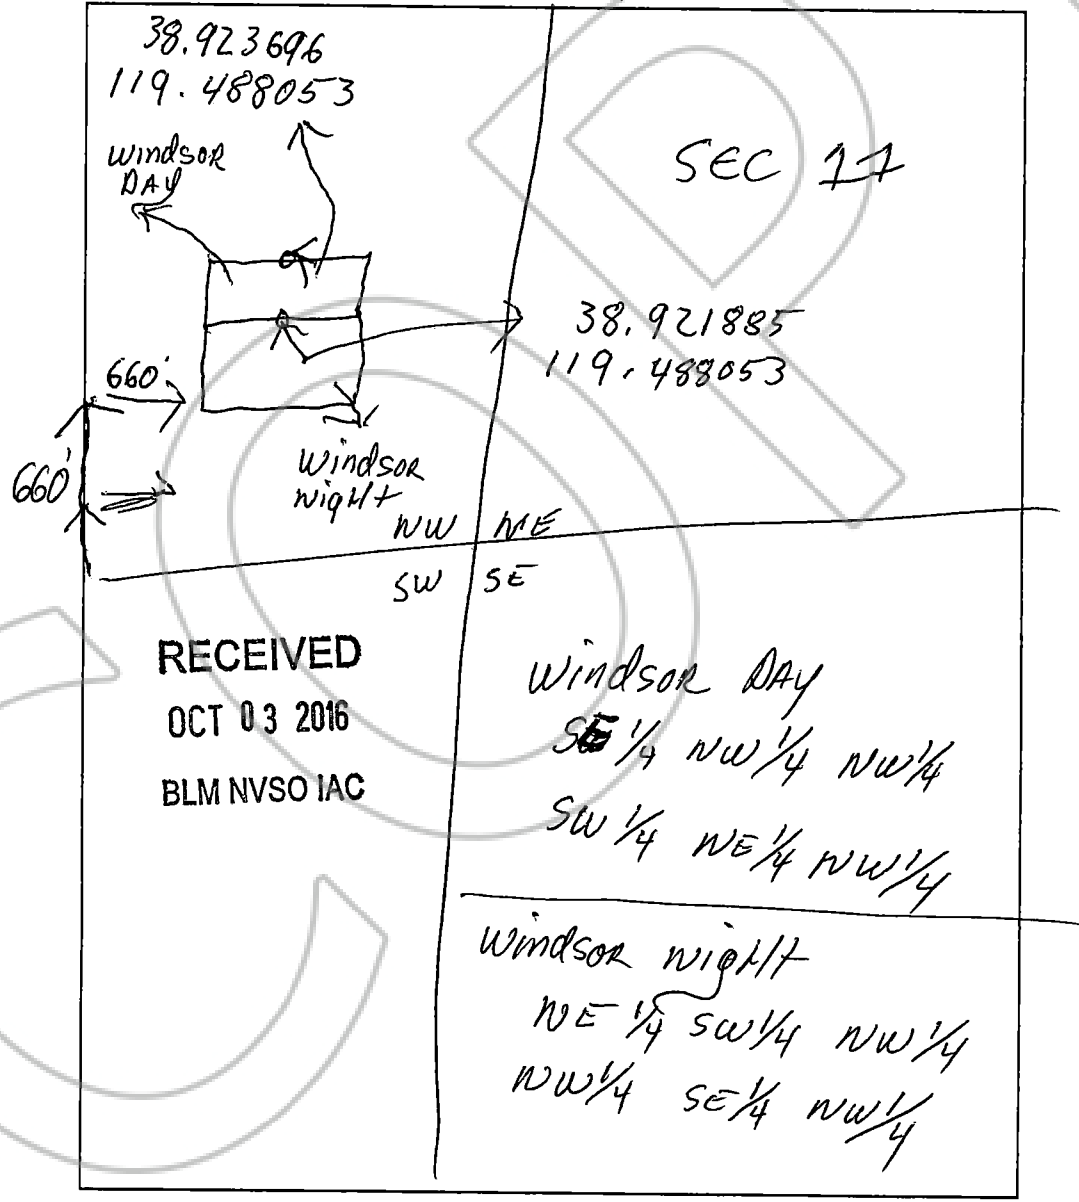 38.923696
119.488053
Windsor
DAY
SEC 11
38.921885
119.488053
660'
660'
Windsor
Night
NW NE
SW SE
RECEIVED
OCT 03 2016
BLM NVSO IAC
Windsor DAY
SE 1/4 NW 1/4 NW 1/4
SW 1/4 NE 1/4 NW 1/4
Windsor Night
NE 1/4 SW 1/4 NW 1/4
NW 1/4 SE 1/4 NW 1/4